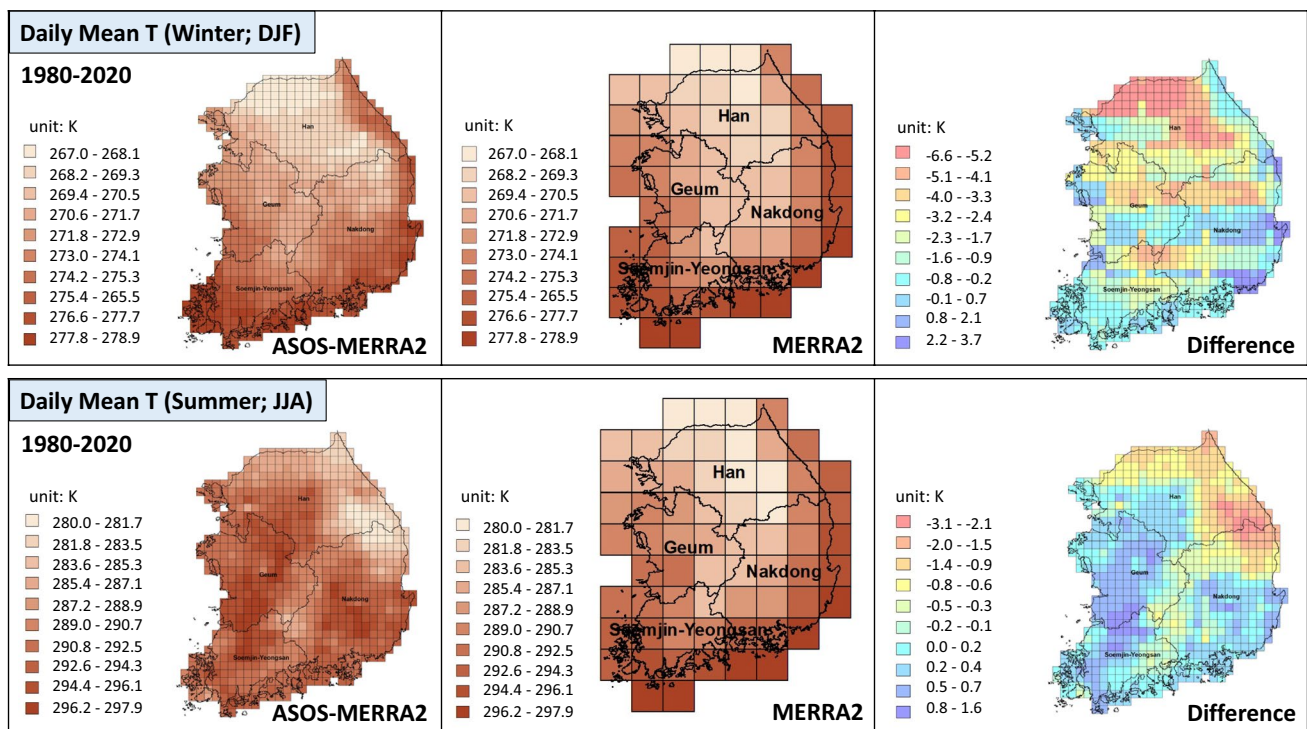 Daily Mean T (Winter; DJF)
1980-2020
unit: K
267.0 - 268.1
268.2 - 269.3
269.4 - 270.5
270.6 - 271.7
271.8 - 272.9
273.0 - 274.1
274.2 - 275.3
275.4 - 265.5
276.6 - 277.7
277.8 - 278.9
Han
Geum
Nakdong
Soemjin-Yeongsan
ASOS-MERRA2
unit: K
267.0 - 268.1
268.2 - 269.3
269.4 - 270.5
270.6 - 271.7
271.8 - 272.9
273.0 - 274.1
274.2 - 275.3
275.4 - 265.5
276.6 - 277.7
277.8 - 278.9
Han
Geum
Nakdong
Soemjin-Yeongsan
MERRA2
unit: K
-6.6 - -5.2
-5.1 - -4.1
-4.0 - -3.3
-3.2 - -2.4
-2.3 - -1.7
-1.6 - -0.9
-0.8 - -0.2
-0.1 - 0.7
0.8 - 2.1
2.2 - 3.7
Han
Geum
Nakdong
Soemjin-Yeongsan
Difference
Daily Mean T (Summer; JJA)
1980-2020
unit: K
280.0 - 281.7
281.8 - 283.5
283.6 - 285.3
285.4 - 287.1
287.2 - 288.9
289.0 - 290.7
290.8 - 292.5
292.6 - 294.3
294.4 - 296.1
296.2 - 297.9
Han
Geum
Nakdong
Soemjin-Yeongsan
ASOS-MERRA2
unit: K
280.0 - 281.7
281.8 - 283.5
283.6 - 285.3
285.4 - 287.1
287.2 - 288.9
289.0 - 290.7
290.8 - 292.5
292.6 - 294.3
294.4 - 296.1
296.2 - 297.9
Han
Geum
Nakdong
Soemjin-Yeongsan
MERRA2
unit: K
-3.1 - -2.1
-2.0 - -1.5
-1.4 - -0.9
-0.8 - -0.6
-0.5 - -0.3
-0.2 - -0.1
0.0 - 0.2
0.2 - 0.4
0.5 - 0.7
0.8 - 1.6
Han
Geum
Nakdong
Soemjin-Yeongsan
Difference